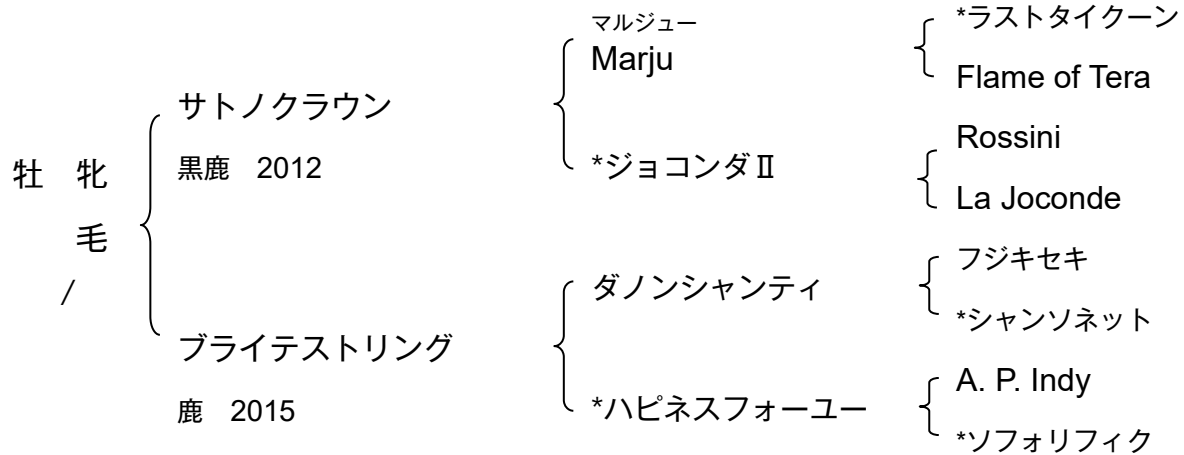 牡 牝
毛
/
サトノクラウン
黒鹿 2012
ブライテストリング
鹿 2015
マルジュー
Marju
*ジョコンダⅡ
ダノンシャンティ
*ハピネスフォーユー
*ラストタイクーン
Flame of Tera
Rossini
La Joconde
フジキセキ
*シャンソネット
A. P. Indy
*ソフォリフィク